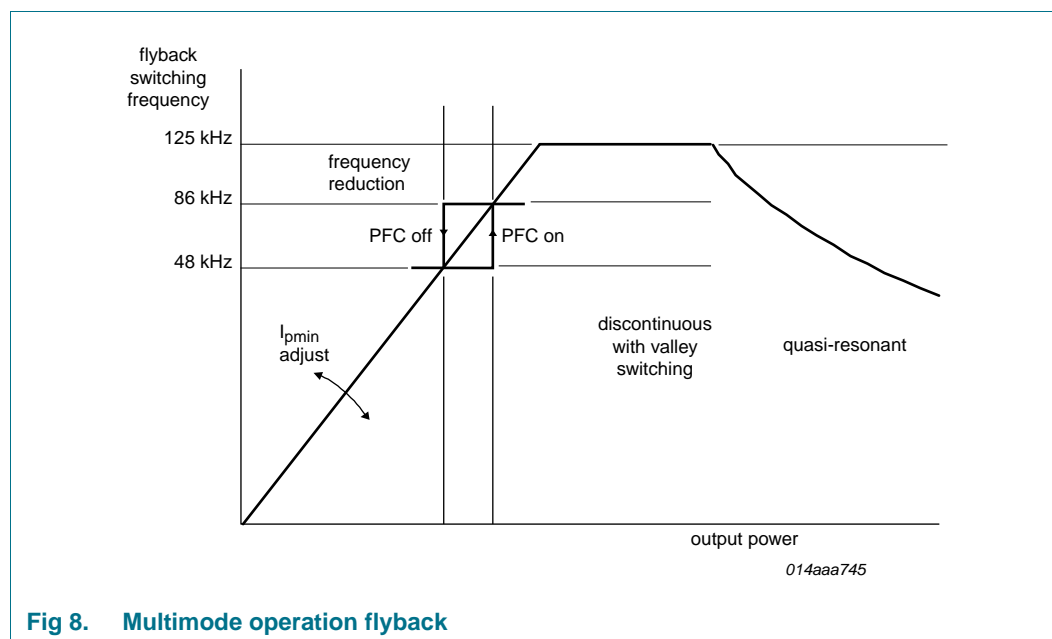 flyback
switching
frequency
125 kHz
frequency
reduction
86 kHz
PFC off
PFC on
48 kHz
Ipmin
adjust
discontinuous
with valley
switching
quasi-resonant
output power
014aaa745
Fig 8. Multimode operation flyback